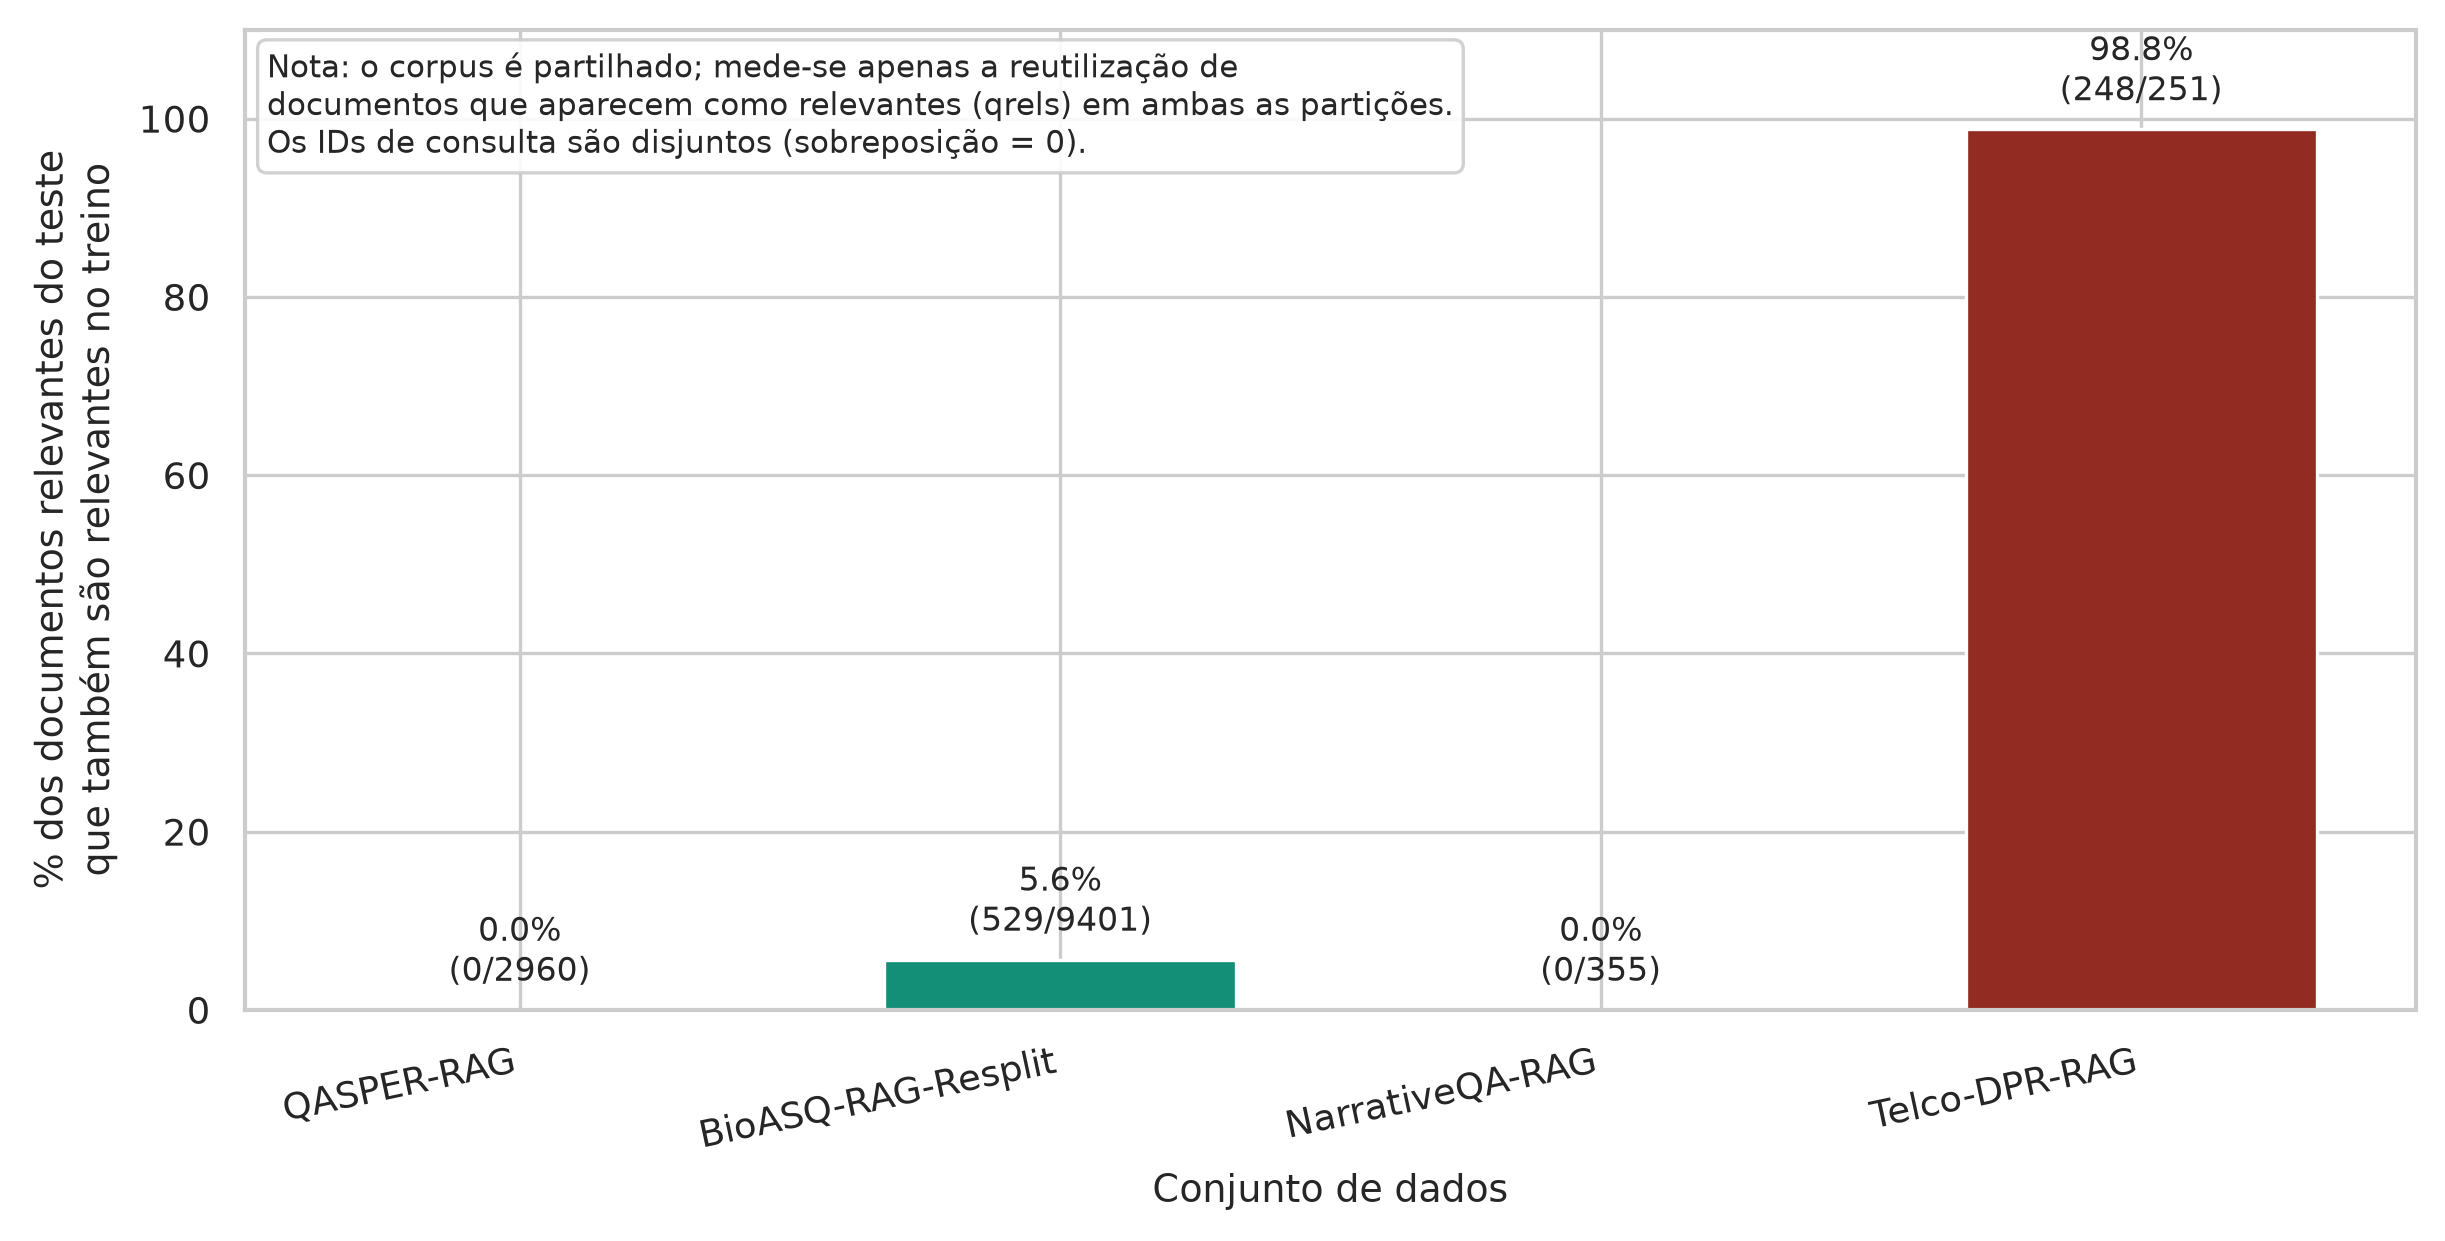 Nota: o corpus é partilhado; mede-se apenas a reutilização de
documentos que aparecem como relevantes (qrels) em ambas as partições.
Os IDs de consulta são disjuntos (sobreposição = 0).
98.8%
(248/251)
% dos documentos relevantes do teste
que também são relevantes no treino
100
80
60
40
20
0
0.0%
(0/2960)
5.6%
(529/9401)
0.0%
(0/355)
QASPER-RAG
BioASQ-RAG-Resplit
NarrativeQA-RAG
Telco-DPR-RAG
Conjunto de dados